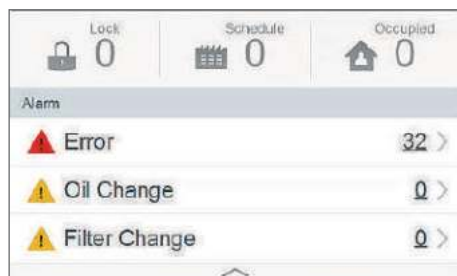 Lock Schedule Occupied
0 0 0
Alarm
Error 32
Oil Change 0
Filter Change 0